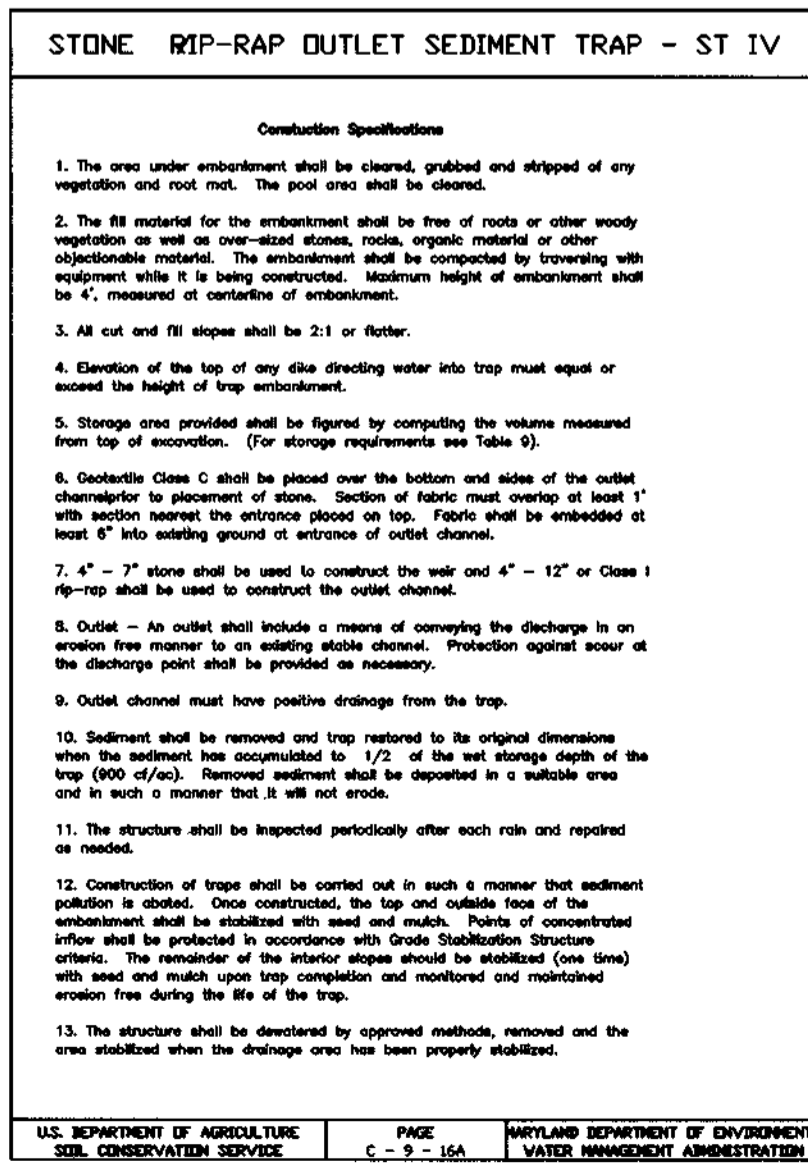 STONE RIP-RAP OUTLET SEDIMENT TRAP - ST IV
Constuction Specifications
1. The area under embankment shall be cleared, grubbed and stripped of any
vegetation and root mat. The pool area shall be cleared.
2. The fill material for the embankment shall be free of roots or other woody
vegetation as well as over-sized stones, rocks, organic material or other
objectionable material. The embankment shall be compacted by traversing with
equipment while it is being constructed. Maximum height of embankment shall
be 4', measured at centerline of embankment.
3. All cut and fill slopes shall be 2:1 or flatter.
4. Elevation of the top of any dike directing water into trap must equal or
exceed the height of trap embankment.
5. Storage area provided shall be figured by computing the volume measured
from top of excavation. (For storage requirements see Table 9).
6. Geotextile Class C shall be placed over the bottom and sides of the outlet
channelprior to placement of stone. Section of fabric must overlap at least 1'
with section nearest the entrance placed on top. Fabric shall be embedded at
least 6" into existing ground at entrance of outlet channel.
7. 4" - 7" stone shall be used to construct the weir and 4" - 12" or Class I
rip-rap shall be used to construct the outlet channel.
8. Outlet - An outlet shall include a means of conveying the discharge in an
erosion free manner to an existing stable channel. Protection against scour at
the discharge point shall be provided as necessary.
9. Outlet channel must have positive drainage from the trap.
10. Sediment shall be removed and trap restored to its original dimensions
when the sediment has accumulated to 1/2 of the wet storage depth of the
trap (900 cf/ac). Removed sediment shall be deposited in a suitable area
and in such a manner that it will not erode.
11. The structure shall be inspected periodically after each rain and repaired
as needed.
12. Construction of traps shall be carried out in such a manner that sediment
pollution is abated. Once constructed, the top and outside face of the
embankment shall be stabilized with seed and mulch. Points of concentrated
inflow shall be protected in accordance with Grade Stabilization Structure
criteria. The remainder of the interior slopes should be stabilized (one time)
with seed and mulch upon trap completion and monitored and maintained
erosion free during the life of the trap.
13. The structure shall be dewatered by approved methods, removed and the
area stabilized when the drainage area has been properly stabilized.
U.S. DEPARTMENT OF AGRICULTURE
SOIL CONSERVATION SERVICE
PAGE
C - 9 - 16A
MARYLAND DEPARTMENT OF ENVIRONMENT
WATER MANAGEMENT ADMINISTRATION